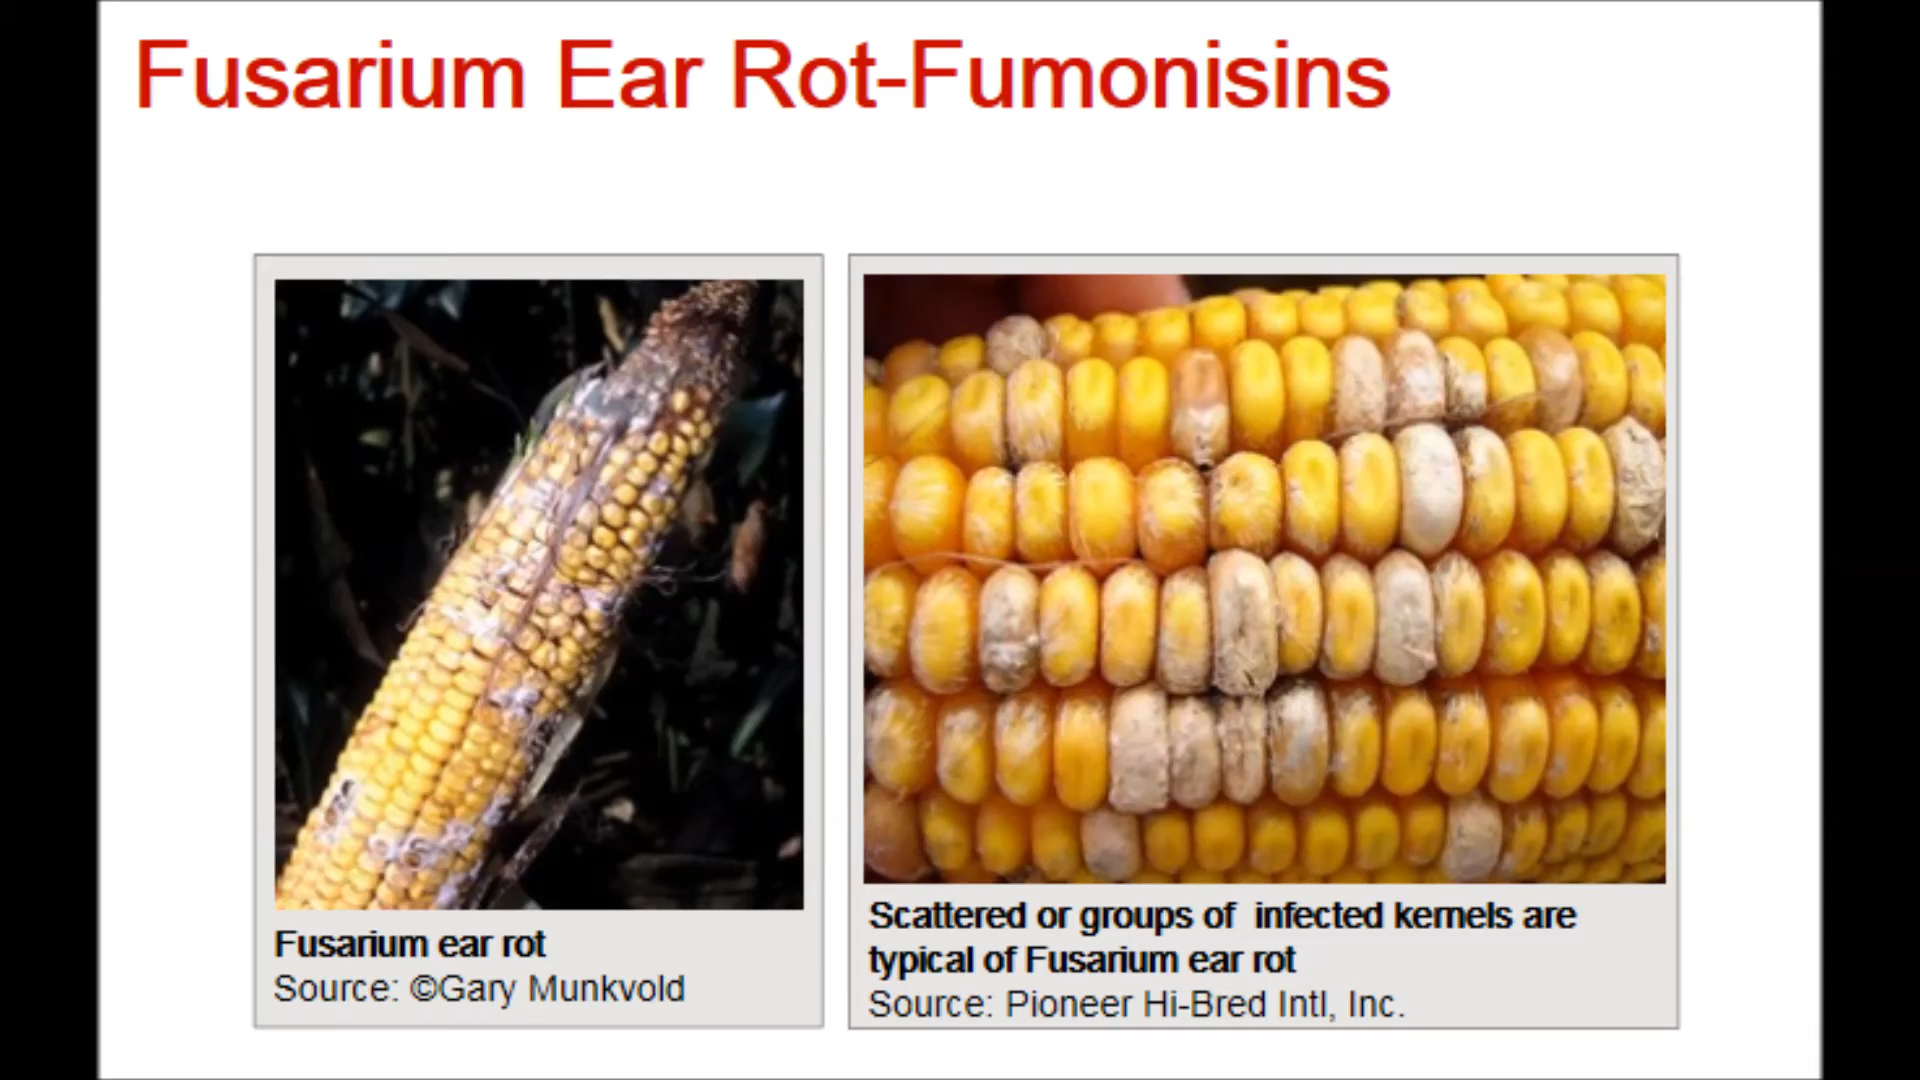 Fusarium Ear Rot-Fumonisins
Fusarium ear rot
Source: ©Gary Munkvold
Scattered or groups of infected kernels are
typical of Fusarium ear rot
Source: Pioneer Hi-Bred Intl, Inc.